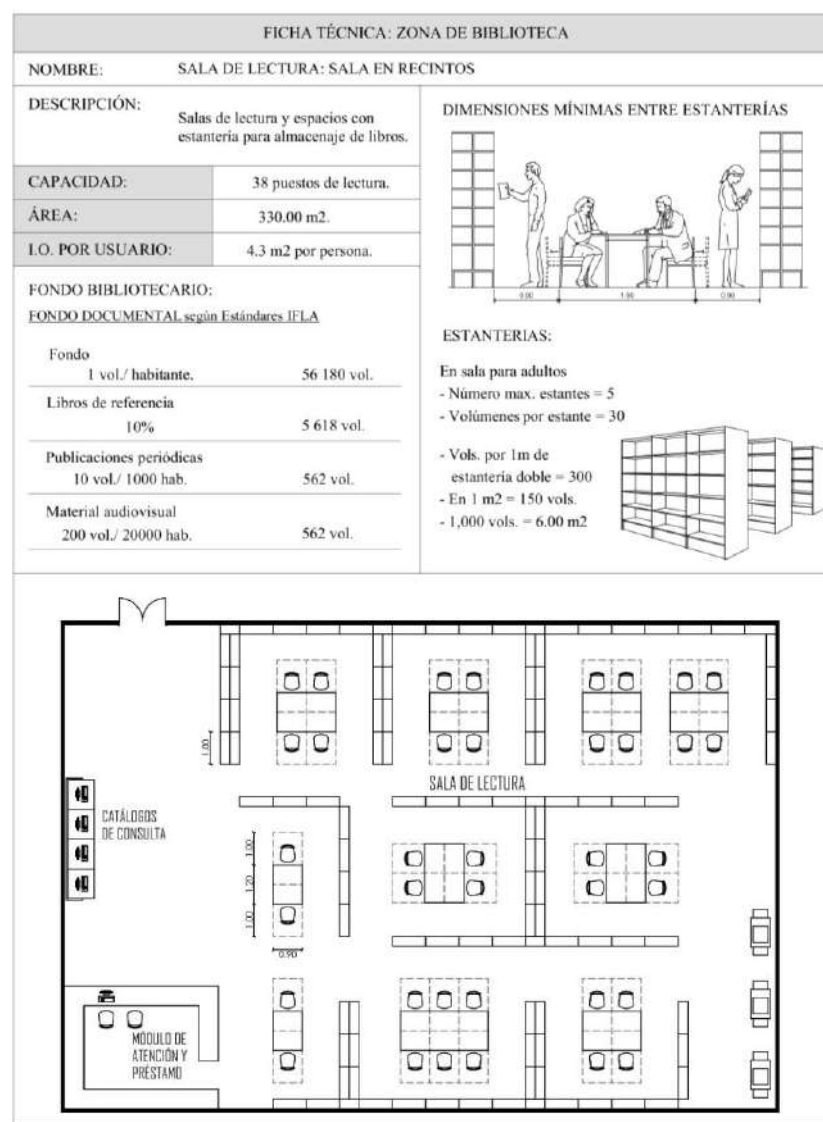 FICHA TÉCNICA: ZONA DE BIBLIOTECA
NOMBRE: SALA DE LECTURA: SALA EN RECINTOS
DESCRIPCIÓN:
Salas de lectura y espacios con
estantería para almacenaje de libros.
CAPACIDAD: 38 puestos de lectura.
ÁREA: 330.00 m2.
I.O. POR USUARIO: 4.3 m2 por persona.
FONDO BIBLIOTECARIO:
FONDO DOCUMENTAL según Estándares IFLA
Fondo
1 vol./ habitante. 56 180 vol.
Libros de referencia
10% 5 618 vol.
Publicaciones periódicas
10 vol./ 1000 hab. 562 vol.
Material audiovisual
200 vol./ 20000 hab. 562 vol.
DIMENSIONES MÍNIMAS ENTRE ESTANTERÍAS
0.90 1.90 0.90
ESTANTERIAS:
En sala para adultos
- Número max. estantes = 5
- Volúmenes por estante = 30
- Vols. por 1m de
estantería doble = 300
- En 1 m2 = 150 vols.
- 1,000 vols. = 6.00 m2
1.00
SALA DE LECTURA
CATÁLOGOS
DE CONSULTA
1.00
1.20
1.00
0.90
MÓDULO DE
ATENCIÓN Y
PRÉSTAMO